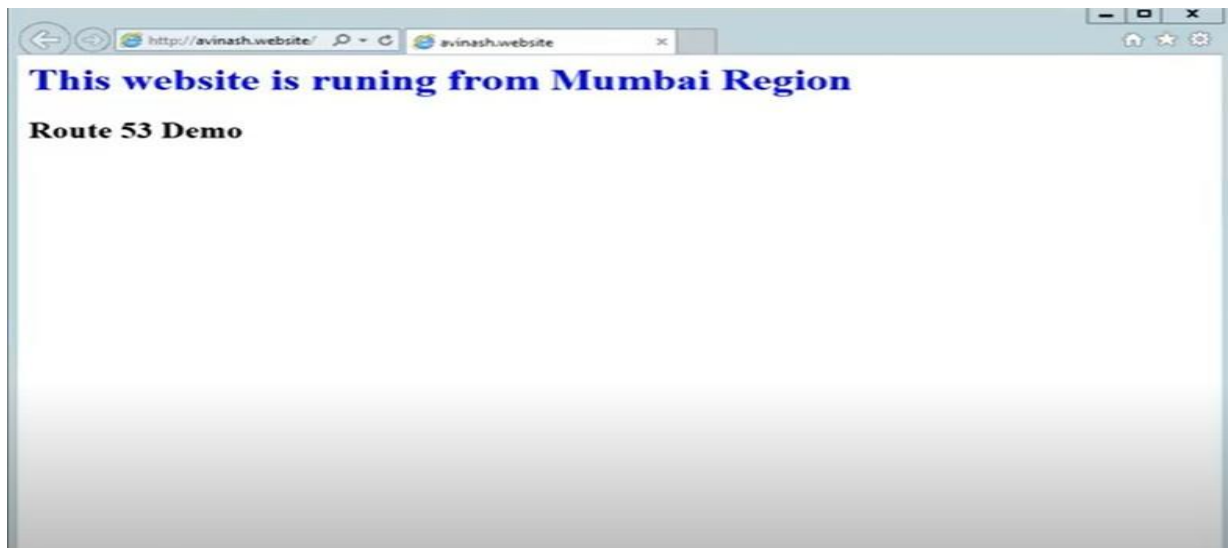 http://avinash.website/
avinash.website
This website is runing from Mumbai Region
Route 53 Demo